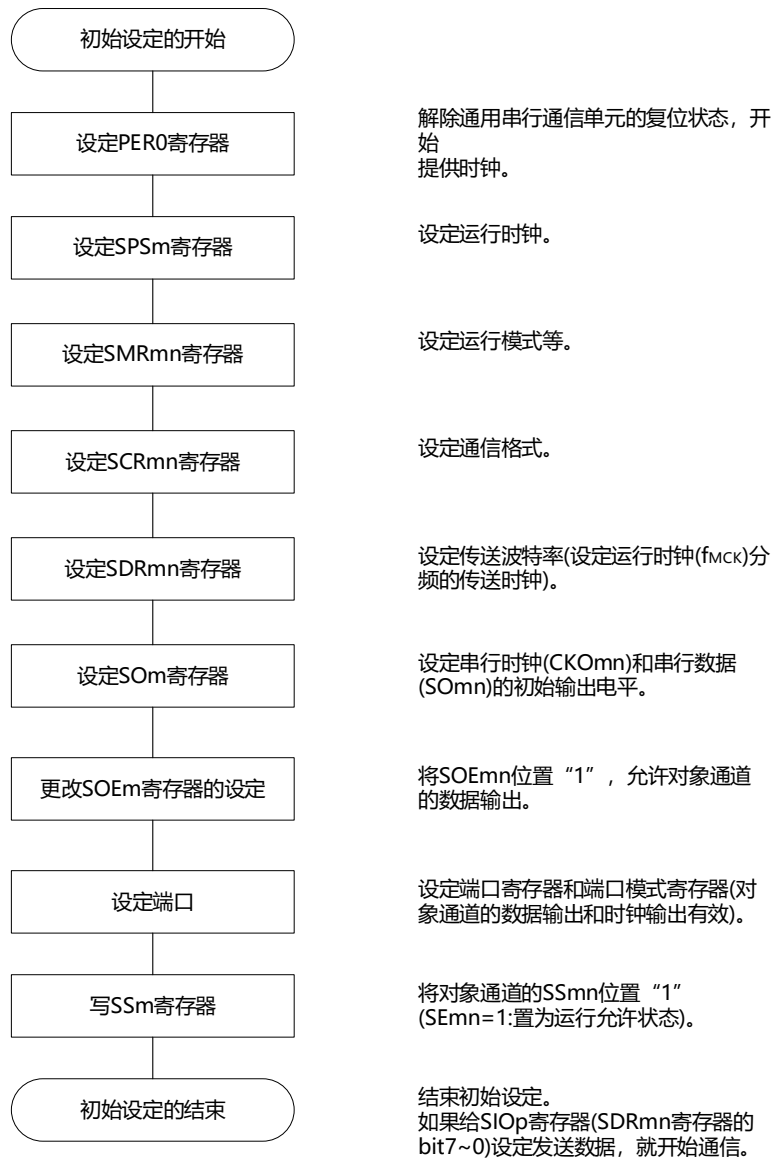 初始设定的开始
设定PER0寄存器
解除通用串行通信单元的复位状态，开
始
提供时钟。
设定SPSm寄存器
设定运行时钟。
设定SMRmn寄存器
设定运行模式等。
设定SCRmn寄存器
设定通信格式。
设定SDRmn寄存器
设定传送波特率(设定运行时钟(fMCK)分
频的传送时钟)。
设定SOm寄存器
设定串行时钟(CKOmn)和串行数据
(SOmn)的初始输出电平。
更改SOEm寄存器的设定
将SOEmn位置“1”，允许对象通道
的数据输出。
设定端口
设定端口寄存器和端口模式寄存器(对
象通道的数据输出和时钟输出有效)。
写SSm寄存器
将对象通道的SSmn位置“1”
(SEmn=1:置为运行允许状态)。
初始设定的结束
结束初始设定。
如果给SIOp寄存器(SDRmn寄存器的
bit7~0)设定发送数据，就开始通信。